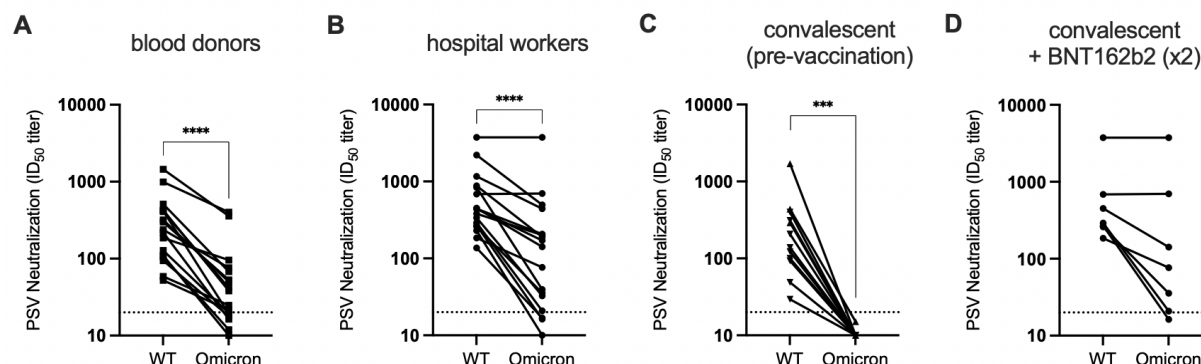 A
blood donors
PSV Neutralization (ID50 titer)
10000
1000
100
10
****
WT Omicron
B
hospital workers
PSV Neutralization (ID50 titer)
10000
1000
100
10
****
WT Omicron
C
convalescent
(pre-vaccination)
PSV Neutralization (ID50 titer)
10000
1000
100
10
***
WT Omicron
D
convalescent
+ BNT162b2 (x2)
PSV Neutralization (ID50 titer)
10000
1000
100
10
WT Omicron